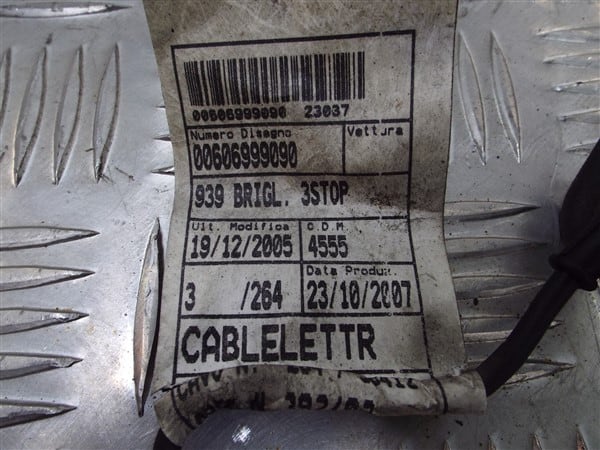 00606999090 23037
Numero Disegno Vettura
00606999090
939 BRIGL. 3STOP
Ult. Modifica C.D.M.
19/12/2005 4555
Data Produz.
3 /264 23/10/2007
CABLELETTR
CAVO N.